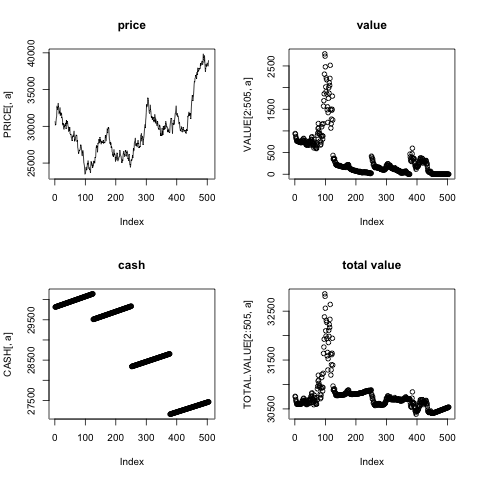 price
PRICE[, a]
25000 30000 35000 40000
0 100 200 300 400 500
Index
value
VALUE[2:505, a]
0 500 1500 2500
0 100 200 300 400 500
Index
cash
CASH[, a]
27500 28500 29500
0 100 200 300 400 500
Index
total value
TOTAL.VALUE[2:505, a]
30500 31500 32500
0 100 200 300 400 500
Index